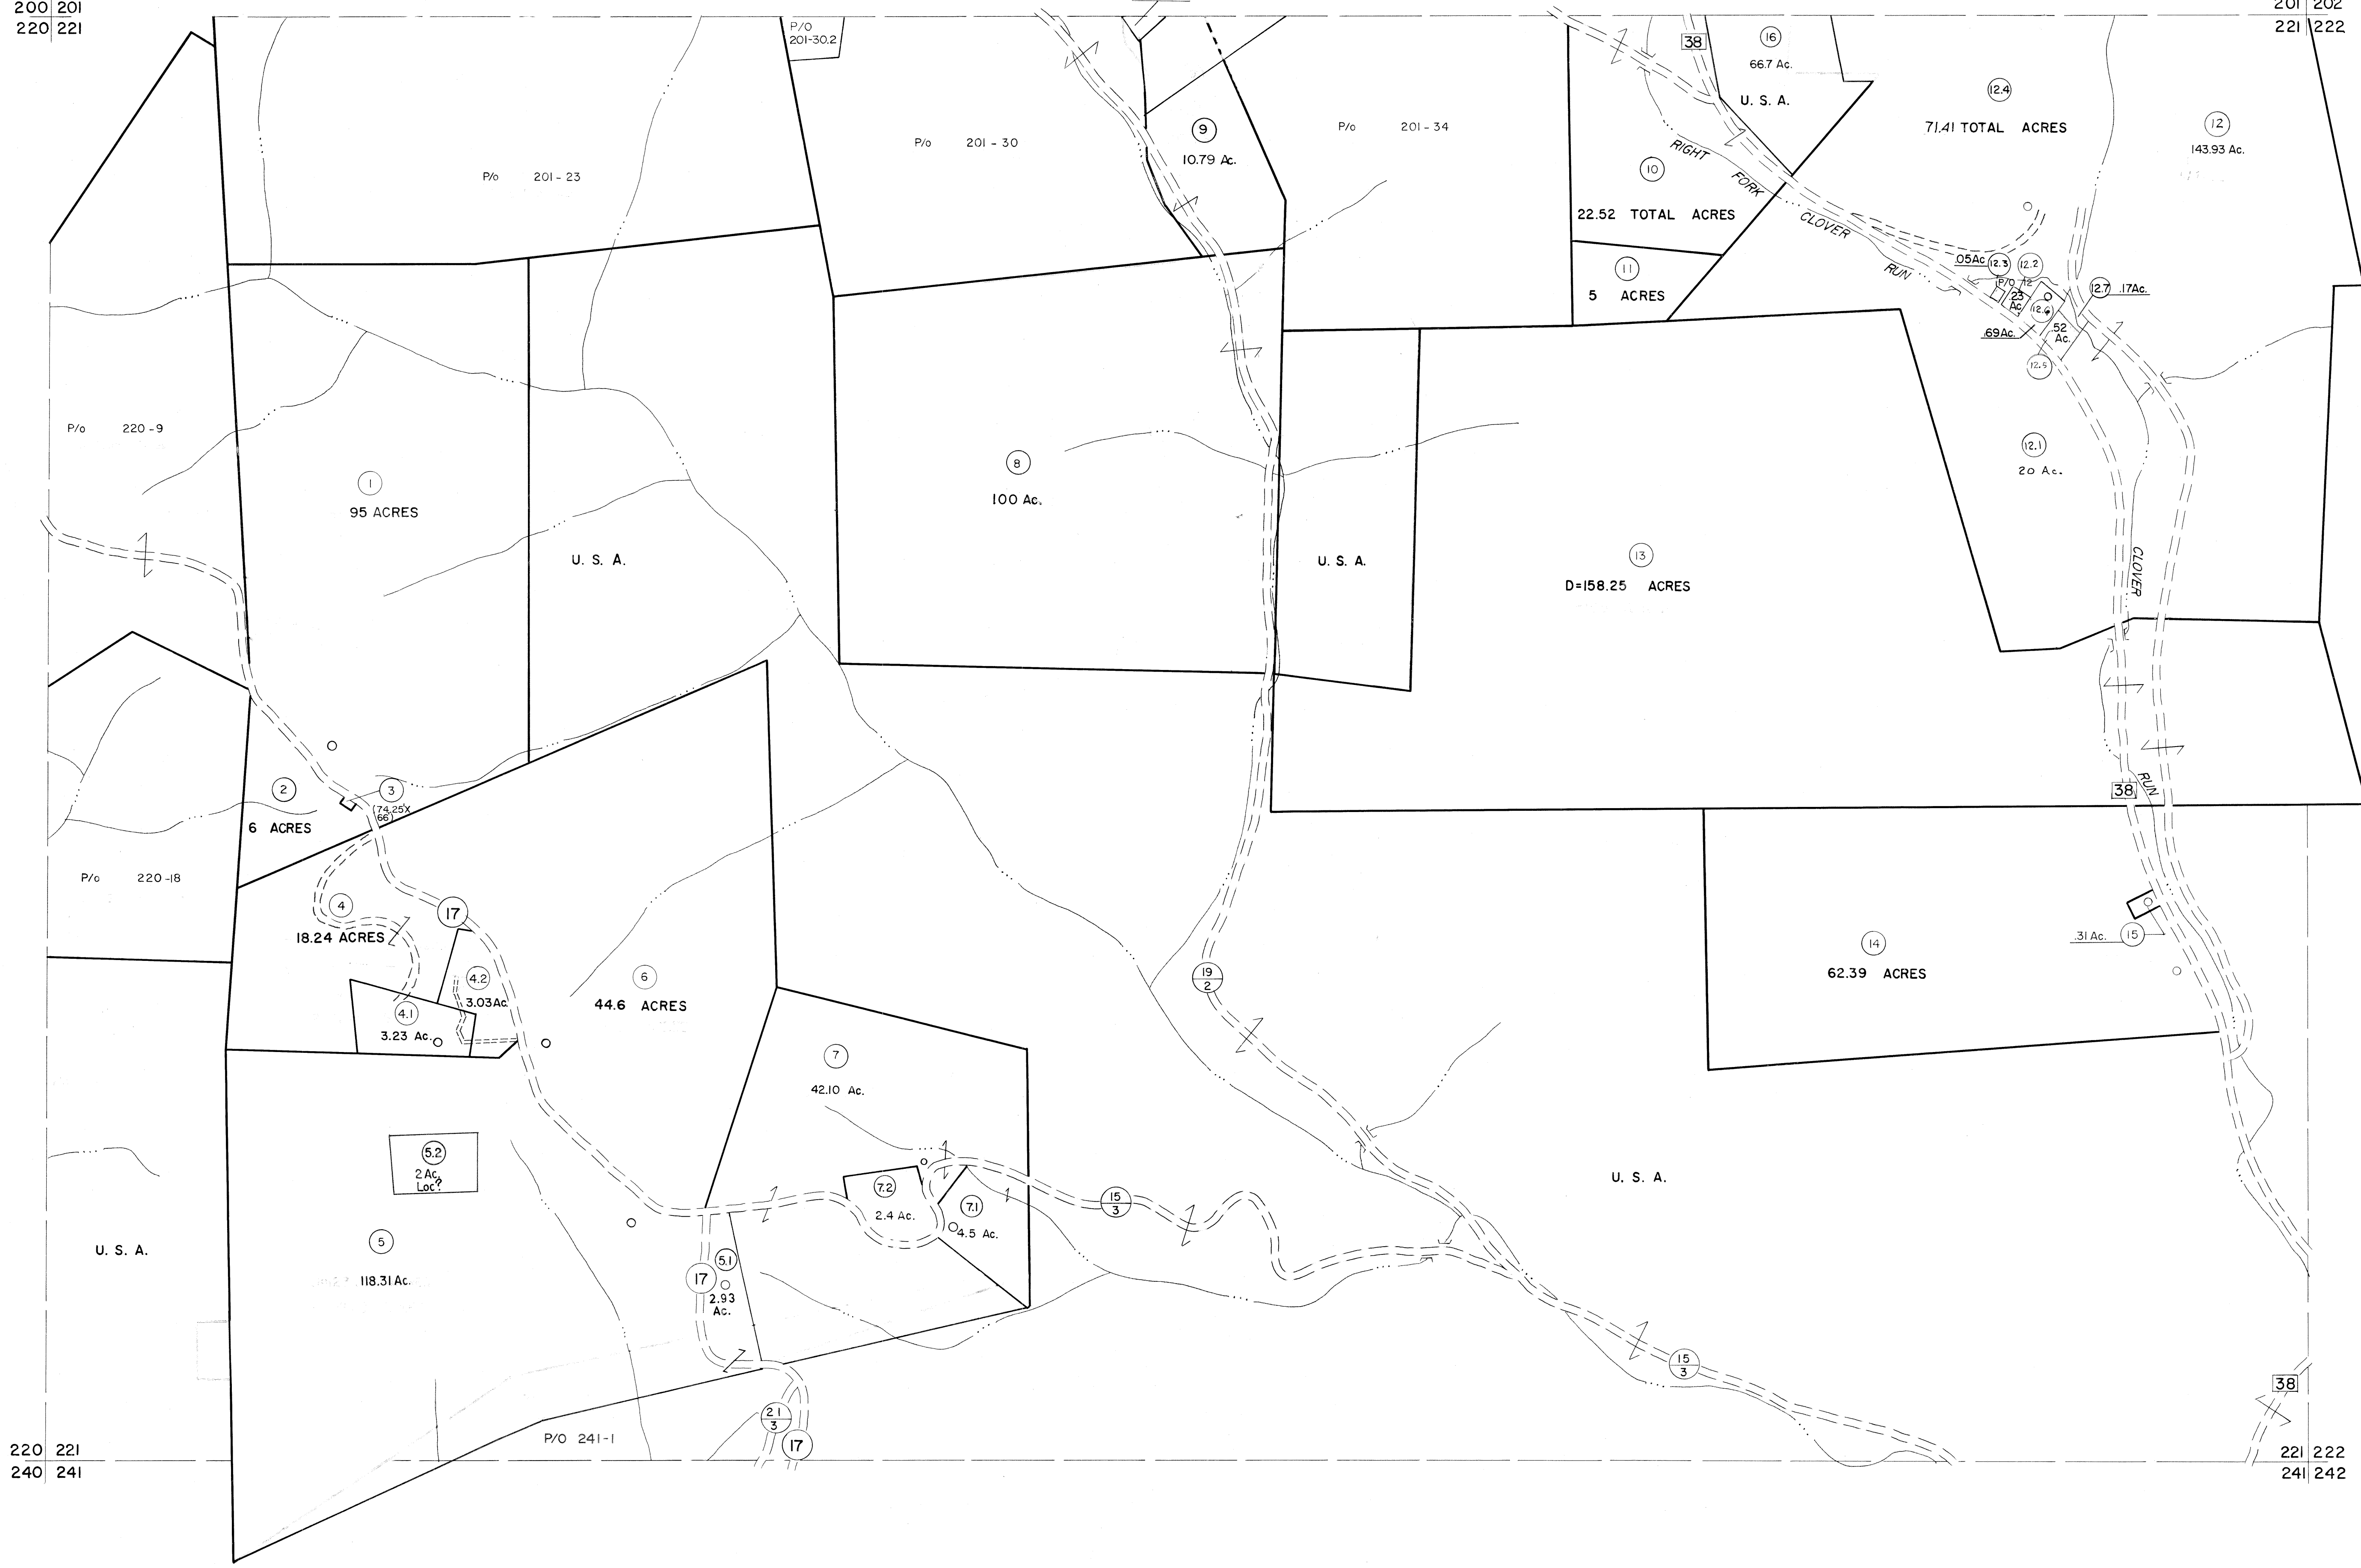 200 201
220 221
201 202
221 222
P/O
201-30.2
38
16
66.7 Ac.
U. S. A.
12.4
71.41 TOTAL ACRES
12
143.93 Ac.
9
10.79 Ac.
P/o 201-34
P/o 201-30
P/o 201-23
RIGHT FORK CLOVER RUN
10
22.52 TOTAL ACRES
11
5 ACRES
.05Ac
12.3
12.2
P/O 12
.23
Ac.
12.7
.17Ac.
12.6
.69Ac.
.52
Ac.
12.5
P/o 220-9
1
95 ACRES
8
100 Ac.
12.1
20 Ac.
U. S. A.
U. S. A.
13
D=158.25 ACRES
CLOVER
RUN
38
2
6 ACRES
3
(74.25'X
66')
P/o 220-18
4
18.24 ACRES
17
4.2
3.03Ac.
4.1
3.23 Ac.
6
44.6 ACRES
19
2
14
62.39 ACRES
.31 Ac.
15
7
42.10 Ac.
5.2
2 Ac.
Loc?
7.2
2.4 Ac.
7.1
4.5 Ac.
15
3
U. S. A.
U. S. A.
5
118.31 Ac.
5.1
17
2.93
Ac.
15
3
38
21
3
17
P/O 241-1
220 221
240 241
221 222
241 242